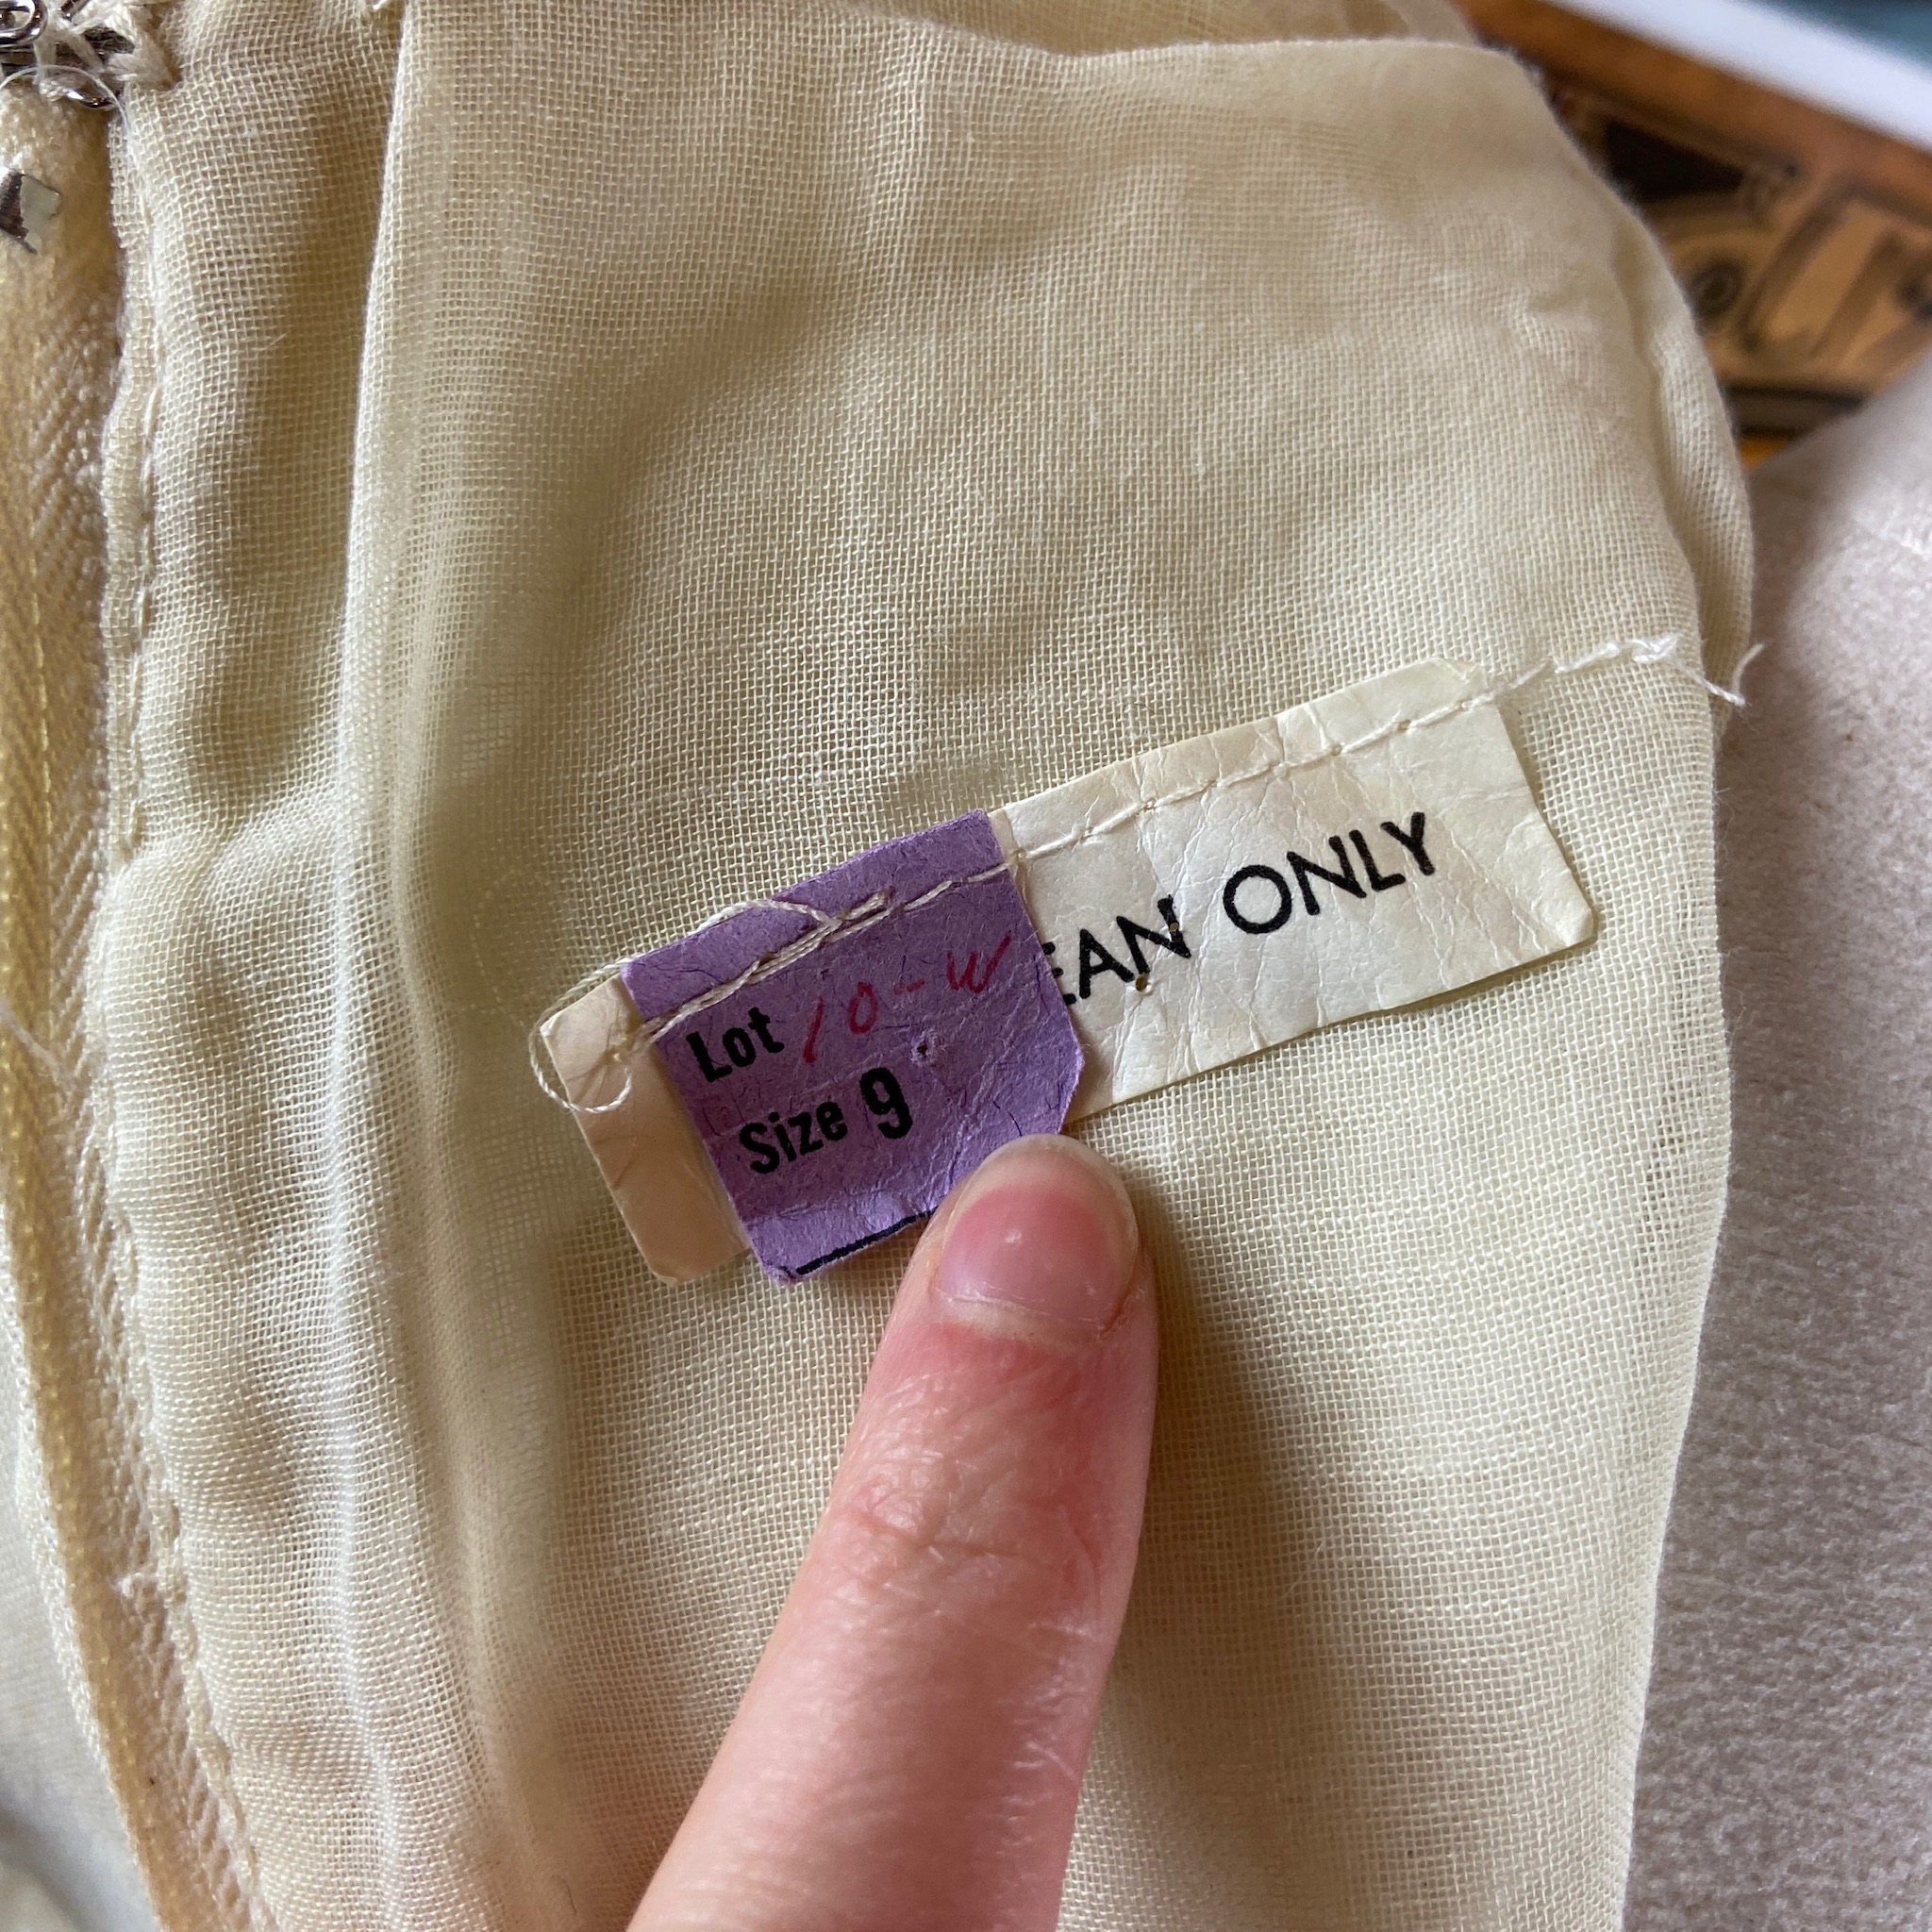 Lot 10-W
Size 9
EAN ONLY